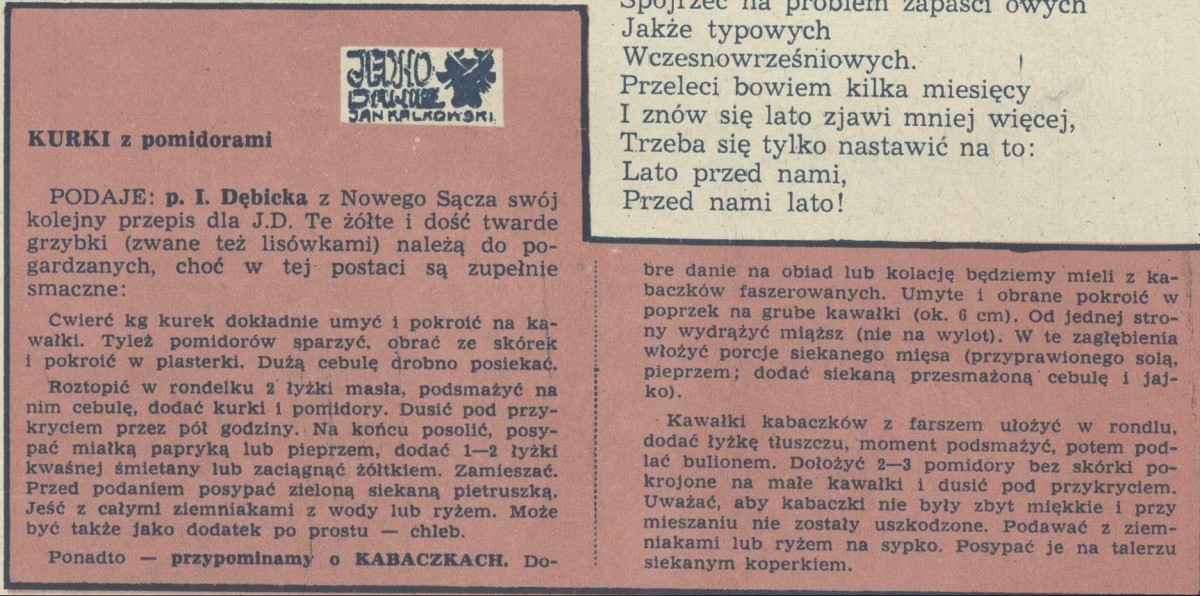 Spojrzeć na problem zapaści owych
Jakże typowych
Wczesnowrześniowych.
Przeleci bowiem kilka miesięcy
I znów się lato zjawi mniej więcej,
Trzeba się tylko nastawić na to:
Lato przed nami,
Przed nami lato!
JEDNO
DANIE
JAN KALKOWSKI.
KURKI z pomidorami
PODAJE: p. I. Dębicka z Nowego Sącza swój
kolejny przepis dla J.D. Te żółte i dość twarde
grzybki (zwane też lisówkami) należą do po-
gardzanych, choć w tej postaci są zupełnie
smaczne:
Ćwierć kg kurek dokładnie umyć i pokroić na ka-
wałki. Tyleż pomidorów sparzyć, obrać ze skórek
i pokroić w plasterki. Dużą cebulę drobno posiekać.
Roztopić w rondelku 2 łyżki masła, podsmażyć na
nim cebulę, dodać kurki i pomidory. Dusić pod przy-
kryciem przez pół godziny. Na końcu posolić, posy-
pać miałką papryką lub pieprzem, dodać 1—2 łyżki
kwaśnej śmietany lub zaciągnąć żółtkiem. Zamieszać.
Przed podaniem posypać zieloną siekaną pietruszką.
Jeść z całymi ziemniakami z wody lub ryżem. Może
być także jako dodatek po prostu — chleb.
Ponadto — przypominamy o KABACZKACH. Do-
bre danie na obiad lub kolację będziemy mieli z ka-
baczków faszerowanych. Umyte i obrane pokroić w
poprzek na grube kawałki (ok. 6 cm). Od jednej stro-
ny wydrążyć miąższ (nie na wylot). W te zagłębienia
włożyć porcje siekanego mięsa (przyprawionego solą,
pieprzem; dodać siekaną przesmażoną cebulę i jaj-
ko).
Kawałki kabaczków z farszem ułożyć w rondlu,
dodać łyżkę tłuszczu, moment podsmażyć, potem pod-
lać bulionem. Dołożyć 2—3 pomidory bez skórki po-
krojone na małe kawałki i dusić pod przykryciem.
Uważać, aby kabaczki nie były zbyt miękkie i przy
mieszaniu nie zostały uszkodzone. Podawać z ziem-
niakami lub ryżem na sypko. Posypać je na talerzu
siekanym koperkiem.